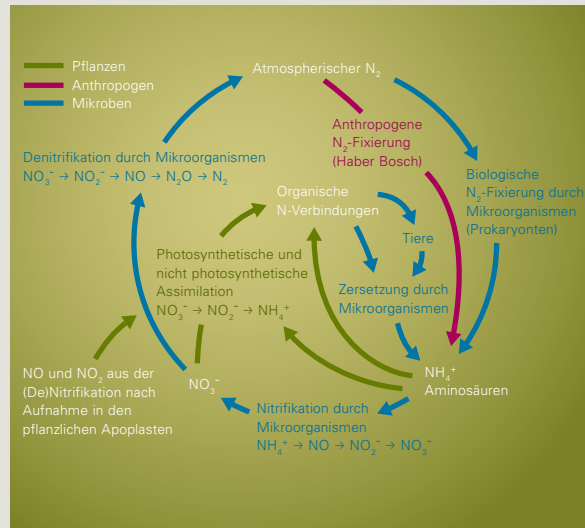 Pflanzen
Anthropogen
Mikroben
Atmospherischer N₂
Anthropogene
N₂-Fixierung
(Haber Bosch)
Denitrifikation durch Mikroorganismen
NO₃⁻ → NO₂⁻ → NO → N₂O → N₂
Biologische
N₂-Fixierung durch
Mikroorganismen
(Prokaryonten)
Organische
N-Verbindungen
Tiere
Photosynthetische und
nicht photosynthetische
Assimilation
NO₃⁻ → NO₂⁻ → NH₄⁺
Zersetzung durch
Mikroorganismen
NO und NO₂ aus der
(De)Nitrifikation nach
Aufnahme in den
pflanzlichen Apoplasten
NO₃⁻
NH₄⁺
Aminosäuren
Nitrifikation durch
Mikroorganismen
NH₄⁺ → NO → NO₂⁻ → NO₃⁻